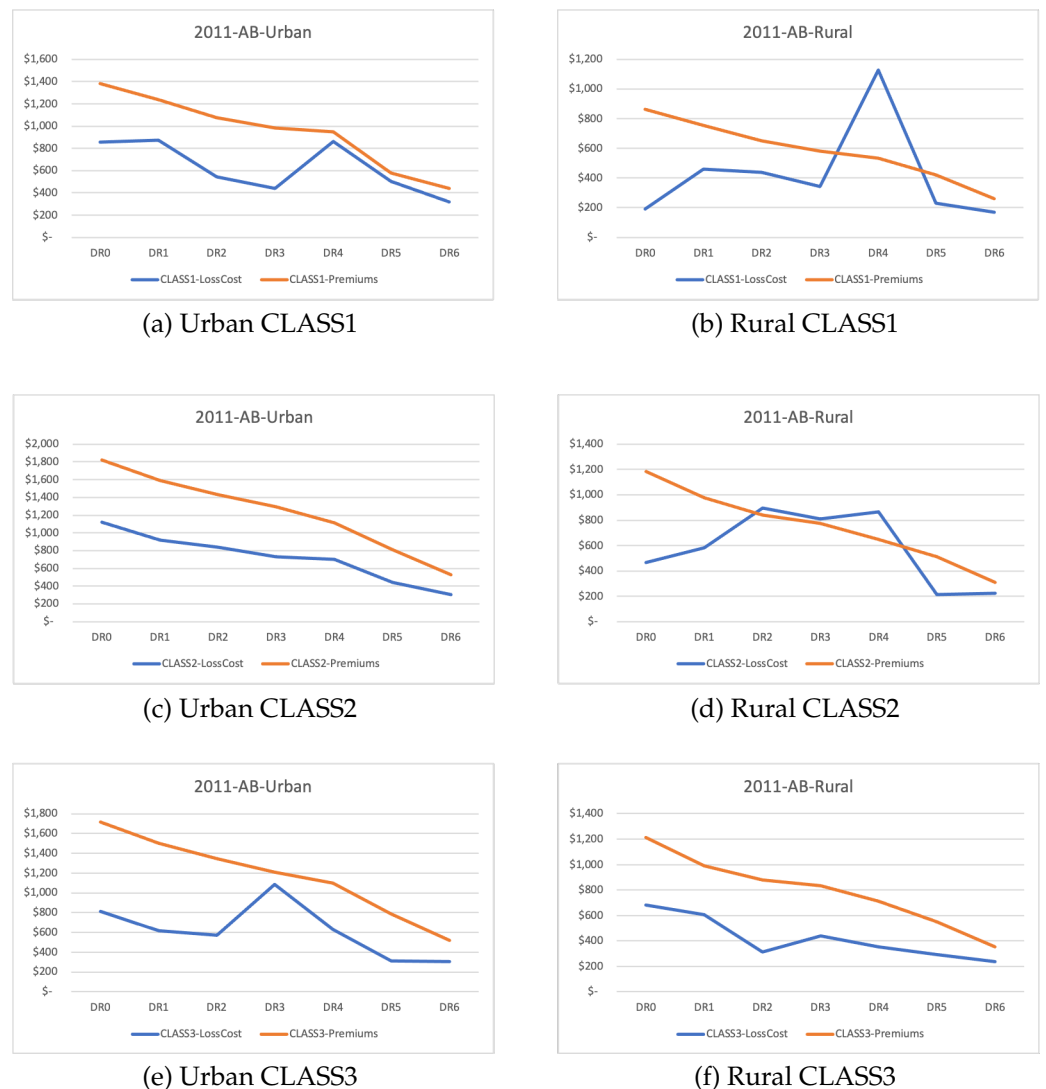 2011-AB-Urban
$1,600
$1,400
$1,200
$1,000
$800
$600
$400
$200
$-
DR0 DR1 DR2 DR3 DR4 DR5 DR6
CLASS1-LossCost CLASS1-Premiums
(a) Urban CLASS1
2011-AB-Rural
$1,200
$1,000
$800
$600
$400
$200
$-
DR0 DR1 DR2 DR3 DR4 DR5 DR6
CLASS1-LossCost CLASS1-Premiums
(b) Rural CLASS1
2011-AB-Urban
$2,000
$1,800
$1,600
$1,400
$1,200
$1,000
$800
$600
$400
$200
$-
DR0 DR1 DR2 DR3 DR4 DR5 DR6
CLASS2-LossCost CLASS2-Premiums
(c) Urban CLASS2
2011-AB-Rural
$1,400
$1,200
$1,000
$800
$600
$400
$200
$-
DR0 DR1 DR2 DR3 DR4 DR5 DR6
CLASS2-LossCost CLASS2-Premiums
(d) Rural CLASS2
2011-AB-Urban
$1,800
$1,600
$1,400
$1,200
$1,000
$800
$600
$400
$200
$-
DR0 DR1 DR2 DR3 DR4 DR5 DR6
CLASS3-LossCost CLASS3-Premiums
(e) Urban CLASS3
2011-AB-Rural
$1,400
$1,200
$1,000
$800
$600
$400
$200
$-
DR0 DR1 DR2 DR3 DR4 DR5 DR6
CLASS3-LossCost CLASS3-Premiums
(f) Rural CLASS3